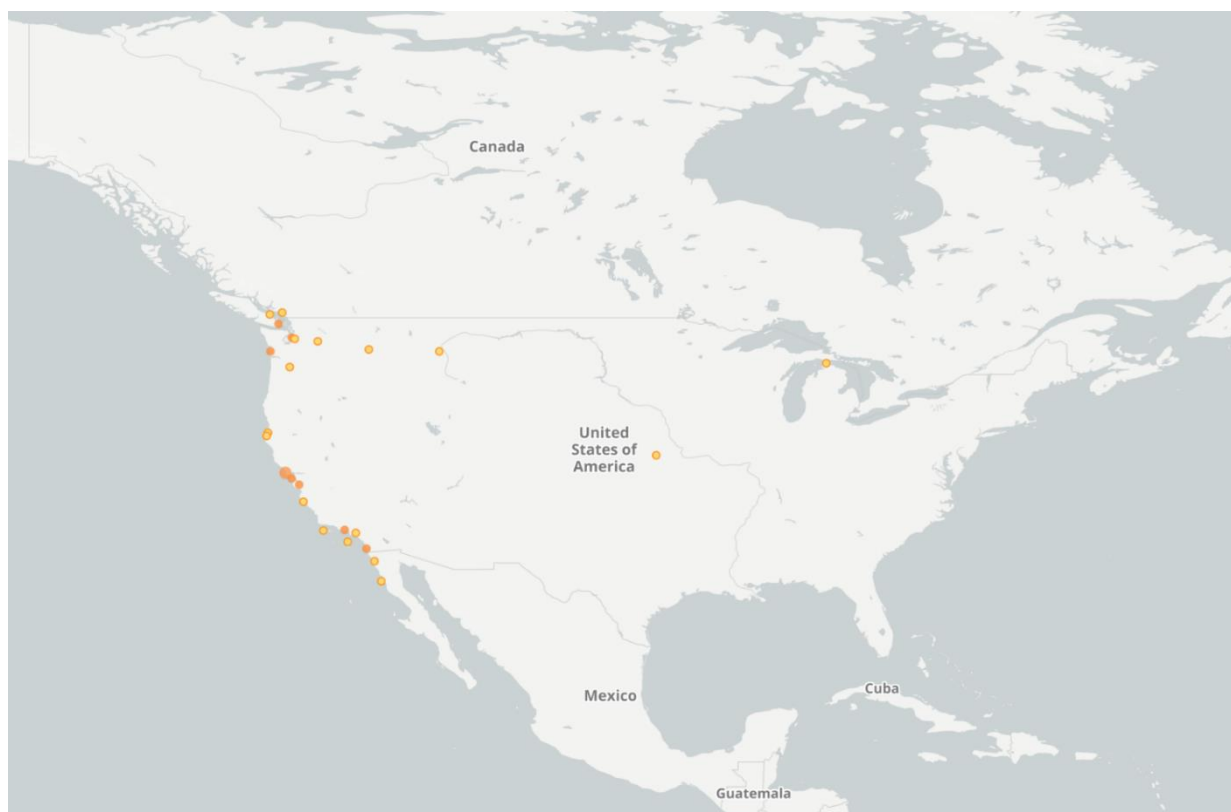 Canada
United
States of
America
Mexico
Cuba
Guatemala